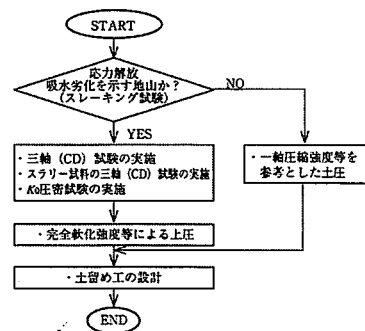 START
応力解放
吸水劣化を示す地山か?
(スレーキング試験)
NO
YES
・三軸 (CD) 試験の実施
・スラリー試料の三軸 (CD) 試験の実施
・K₀圧密試験の実施
・一軸圧縮強度等を
参考とした土圧
・完全軟化強度等による土圧
・土留め工の設計
END